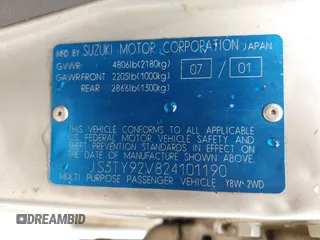 MFD BY SUZUKI MOTOR CORPORATION JAPAN
GVWR 4806lb(2180kg)
GAWRFRONT 2205lb(1000kg) 07 / 01
REAR 2866lb(1300kg)
THIS VEHICLE CONFORMS TO ALL APPLICABLE
U.S. FEDERAL MOTOR VEHICLE SAFETY AND
THEFT PREVENTION STANDARDS IN EFFECT ON
THE DATE OF MANUFACTURE SHOWN ABOVE.
JS3TY92V824101190
MULTI PURPOSE PASSENGER VEHICLE Y8W*2WD
DREAMBID